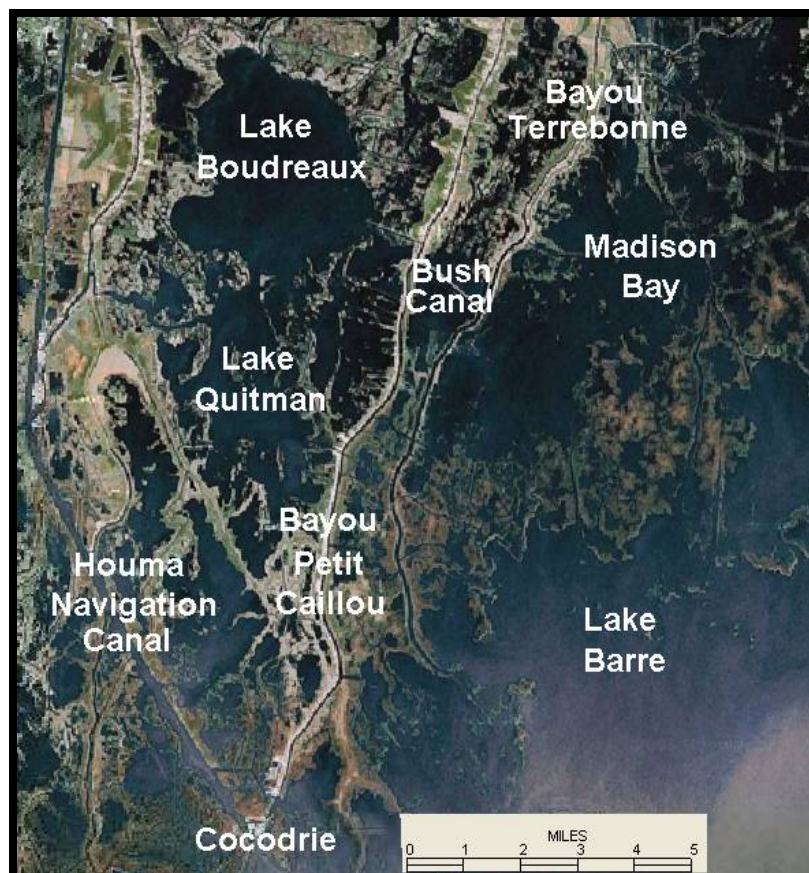 Lake
Boudreaux
Bayou
Terrebonne
Madison
Bay
Bush
Canal
Lake
Quitman
Bayou
Petit
Caillou
Houma
Navigation
Canal
Lake
Barre
Cocodrie
MILES
0 1 2 3 4 5